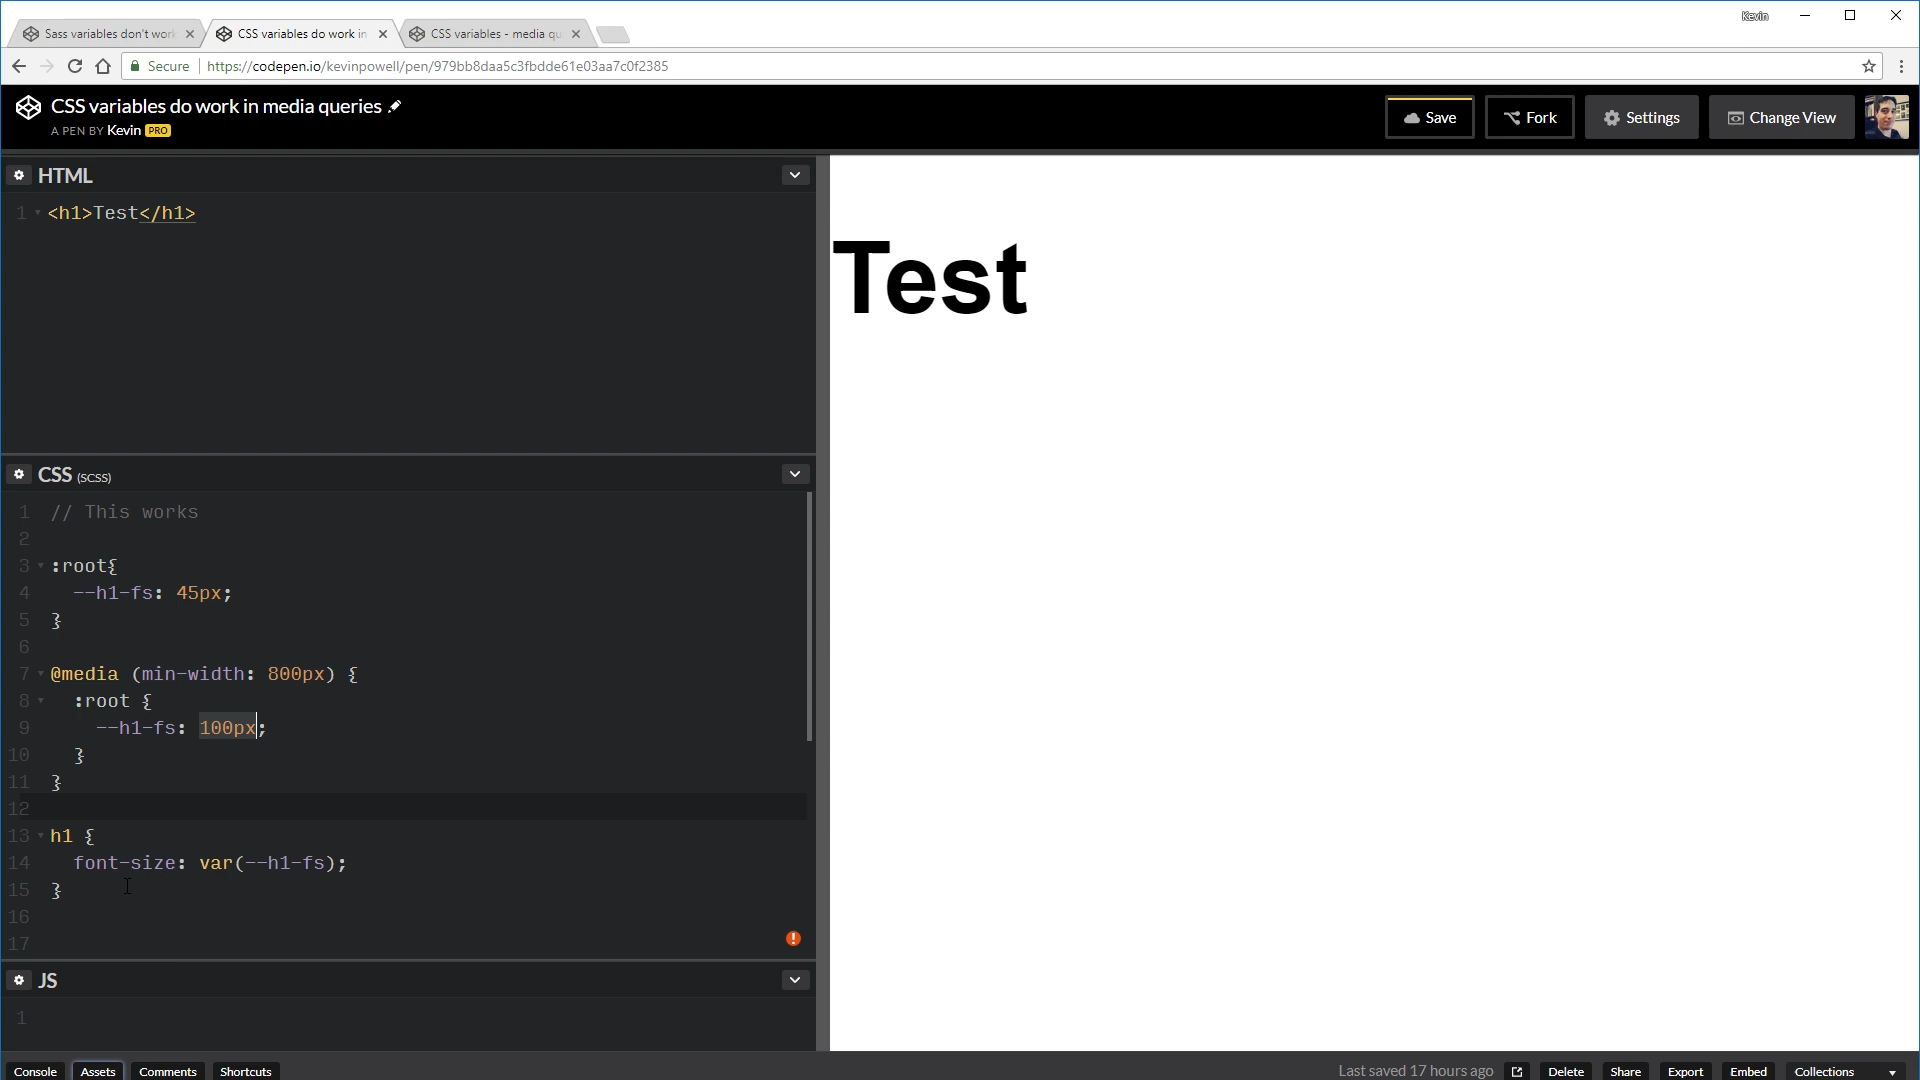 Kevin
Sass variables don't work
CSS variables do work in
CSS variables - media qu
Secure https://codepen.io/kevinpowell/pen/979bb8daa5c3fbdde61e03aa7c0f2385
CSS variables do work in media queries
A PEN BY Kevin PRO
Save
Fork
Settings
Change View
HTML
1 <h1>Test</h1>
Test
CSS (SCSS)
1 // This works
2
3 :root{
4 --h1-fs: 45px;
5 }
6
7 @media (min-width: 800px) {
8 :root {
9 --h1-fs: 100px;
10 }
11 }
12
13 h1 {
14 font-size: var(--h1-fs);
15 }
16
17
JS
1
Console Assets Comments Shortcuts
Last saved 17 hours ago Delete Share Export Embed Collections